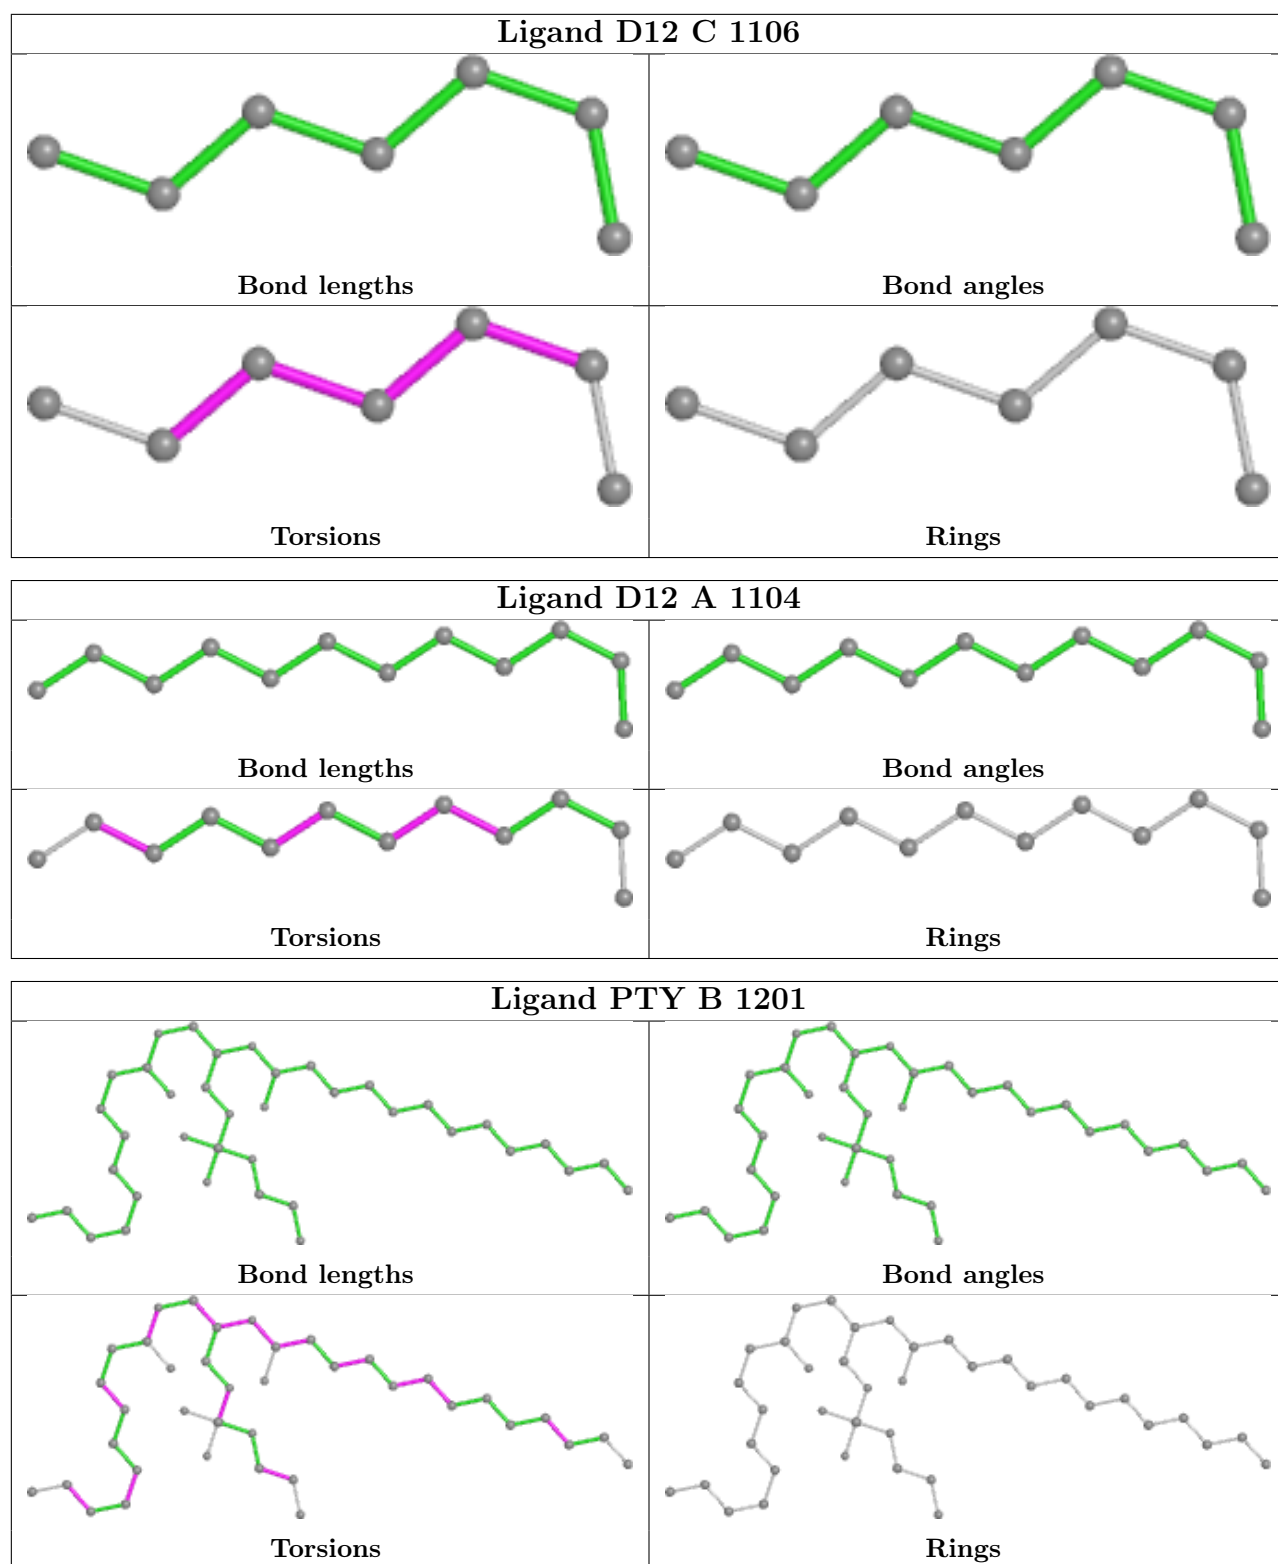 Ligand D12 C 1106
Bond lengths
Bond angles
Torsions
Rings
Ligand D12 A 1104
Bond lengths
Bond angles
Torsions
Rings
Ligand PTY B 1201
Bond lengths
Bond angles
Torsions
Rings